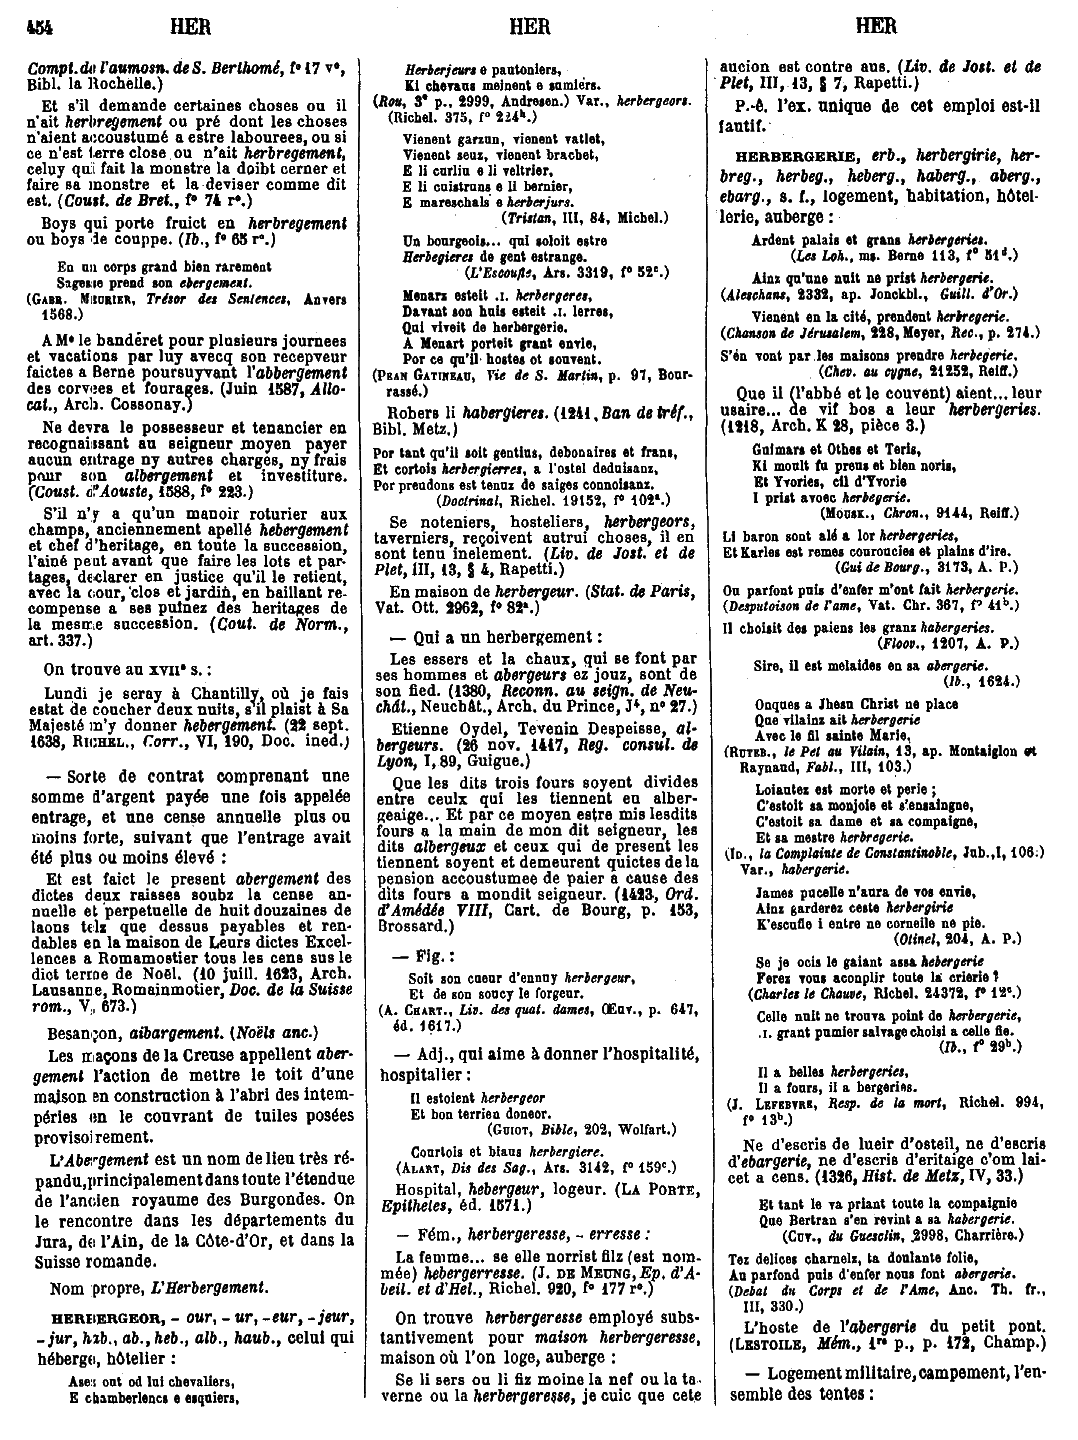 454 HER HER HER
Compt. de l'aumosn. de S. Berthomé, f° 17 v°,
Bibl. la Rochelle.)
Et s'il demande certaines choses ou il
n'ait herbregement ou pré dont les choses
n'aient accoustumé a estre labourees, ou si
ce n'est terre close ou n'ait herbregement,
celuy qui fait la monstre la doibt cerner et
faire sa monstre et la deviser comme dit
est. (Coust. de Bret., f° 74 r°.)
Boys qui porte fruict en herbregement
ou boys de couppe. (Ib., f° 65 r°.)
En un corps grand bien rarement
Sagesse prend son ebergement.
(GABR. MEURIER, Trésor des Sentences, Anvers
1568.)
A Mᵉ le banderet pour plusieurs journees
et vacations par luy avecq son recepveur
faictes a Berne poursuyvant l'abbergement
des corvees et fourages. (Juin 1587, Allo-
cat., Arch. Cossonay.)
Ne devra le possesseur et tenancier en
recognaissant au seigneur moyen payer
aucun entrage ny autres charges, ny frais
pour son albergement et investiture.
(Coust. d'Aouste, 1588, f° 223.)
S'il n'y a qu'un manoir roturier aux
champs, anciennement apellé hebergement
et chef d'heritage, en toute la succession,
l'ainé peut avant que faire les lots et par-
tages, declarer en justice qu'il le retient,
avec la cour, clos et jardin, en baillant re-
compense a ses puinez des heritages de
la mesme succession. (Cout. de Norm.,
art. 337.)
On trouve au XVIIᵉ s. :
Lundi je seray à Chantilly, où je fais
estat de coucher deux nuits, s'il plaist à Sa
Majesté m'y donner hebergement. (22 sept.
1638, RICHEL., Corr., VI, 190, Doc. ined.)
— Sorte de contrat comprenant une
somme d'argent payée une fois appelée
entrage, et une cense annuelle plus ou
moins forte, suivant que l'entrage avait
été plus ou moins élevé :
Et est faict le present abergement des
dictes deux raisses soubz la cense an-
nuelle et perpetuelle de huit douzaines de
laons telz que dessus payables et ren-
dables en la maison de Leurs dictes Excel-
lences a Romamostier tous les cens sus le
dict terme de Noël. (10 juill. 1623, Arch.
Lausanne, Romainmotier, Doc. de la Suisse
rom., V, 673.)
Besançon, aibargement. (Noëls anc.)
Les maçons de la Creuse appellent aber-
gement l'action de mettre le toit d'une
maison en construction à l'abri des intem-
péries en le couvrant de tuiles posées
provisoirement.
L'Abergement est un nom de lieu très ré-
pandu, principalement dans toute l'étendue
de l'ancien royaume des Burgondes. On
le rencontre dans les départements du
Jura, de l'Ain, de la Côte-d'Or, et dans la
Suisse romande.
Nom propre, L'Herbergement.
HERBERGEOR, - our, - ur, -eur, -jeur,
-jur, hab., ab., heb., alb., haub., celui qui
héberge, hôtelier :
Ases ont od lui chevaliers,
E chamberlencs e esquiers,
Herberjeurs e pautoniers,
Ki chevaus meinent e sumiers.
(Rou, 3ᵉ p., 2999, Andresen.) Var., herbergeors.
(Richel. 375, f° 224ᵇ.)
Vienent garzun, vienent vatlet,
Vienent seuz, vienent brachet,
E li curliu e li veltrier,
E li cuistruns e li bernier,
E mareschals e herberjurs.
(Tristan, III, 84, Michel.)
Un bourgeois... qui soloit estre
Herbegieres de gent estrange.
(L'Escoufle, Ars. 3319, f° 52ᶜ.)
Menarz esteit .I. herbergeres,
Davant son huis esteit .I. lerres,
Qui viveit de herbergerie.
A Menart porteit grant envie,
Por ce qu'il hostes ot souvent.
(PEAN GATINEAU, Vie de S. Martin, p. 97, Bour-
rassé.)
Robers li habergieres. (1241, Ban de tréf.,
Bibl. Metz.)
Por tant qu'il soit gentius, debonaires et frans,
Et cortois herbergierres, a l'ostel deduisanz,
Por preudons est tenuz de saiges connoisanz.
(Doctrinal, Richel. 19152, f° 102ᵃ.)
Se noteniers, hosteliers, herbergeors,
taverniers, reçoivent autrui choses, il en
sont tenu inelement. (Liv. de Jost. et de
Plet, III, 13, § 4, Rapetti.)
En maison de herbergeur. (Stat. de Paris,
Vat. Ott. 2962, f° 82ᵃ.)
— Qui a un herbergement :
Les essers et la chaux, qui se font par
ses hommes et abergeurs ez jouz, sont de
son fied. (1380, Reconn. au seign. de Neu-
chât., Neuchât., Arch. du Prince, J⁴, n° 27.)
Etienne Oydel, Tevenin Despeisse, al-
bergeurs. (26 nov. 1417, Reg. consul. de
Lyon, I, 89, Guigue.)
Que les dits trois fours soyent divides
entre ceulx qui les tiennent en alber-
geaige... Et par ce moyen estre mis lesdits
fours a la main de mon dit seigneur, les
dits albergeux et ceux qui de present les
tiennent soyent et demeurent quictes de la
pension accoustumee de paier a cause des
dits fours a mondit seigneur. (1423, Ord.
d'Amédée VIII, Cart. de Bourg, p. 153,
Brossard.)
— Fig. :
Soit son cueur d'ennuy herbergeur,
Et de son soucy le forgeur.
(A. CHART., Liv. des quat. dames, Œuv., p. 647,
éd. 1617.)
— Adj., qui aime à donner l'hospitalité,
hospitalier :
Il estoient herbergeor
Et bon terrien doneor.
(GUIOT, Bible, 202, Wolfart.)
Courtois et biaus herbergiere.
(ALART, Dis des Sag., Ars. 3142, f° 159ᶜ.)
Hospital, hebergeur, logeur. (LA PORTE,
Epithetes, éd. 1571.)
— Fém., herbergeresse, - erresse :
La femme... se elle norrist filz (est nom-
mée) hebergerresse. (J. DE MEUNG, Ep. d'A-
beil. et d'Hel., Richel. 920, f° 177 r°.)
On trouve herbergeresse employé subs-
tantivement pour maison herbergeresse,
maison où l'on loge, auberge :
Se li sers ou li fiz moine la nef ou la ta-
verne ou la herbergeresse, je cuic que cete
aucion est contre aus. (Liv. de Jost. et de
Plet, III, 13, § 7, Rapetti.)
P.-ê. l'ex. unique de cet emploi est-il
fautif.
HERBERGERIE, erb., herbergirie, her-
breg., herbeg., heberg., haberg., aberg.,
ebarg., s. f., logement, habitation, hôtel-
lerie, auberge :
Ardent palais et grans herbergeries.
(Les Loh., ms. Berne 113, f° 51ᵈ.)
Ainz qu'une nuit ne prist herbergerie.
(Aleschans, 2332, ap. Jonckbl., Guill. d'Or.)
Vienent en la cité, prendent herbregerie.
(Chanson de Jérusalem, 228, Meyer, Rec., p. 274.)
S'en vont par les maisons prendre herbegerie.
(Chev. au cygne, 21252, Reiff.)
Que il (l'abbé et le couvent) aient... leur
usaire... de vif bos a leur herbergeries.
(1218, Arch. K 28, pièce 3.)
Guimars et Othes et Teris,
Ki moult fu preus et bien noris,
Et Yvories, cil d'Yvorie
I prist avoec herbegerie.
(MOUSK., Chron., 9144, Reiff.)
Li baron sont alé a lor herbergeries,
Et Karles est remes couroucies et plains d'ire.
(Gui de Bourg., 3173, A. P.)
Ou parfont puis d'enfer m'ont fait herbergerie.
(Desputoison de l'ame, Vat. Chr. 367, f° 41ᵇ.)
Il choisit des paiens les granz habergeries.
(Floov., 1207, A. P.)
Sire, il est melaides en sa abergerie.
(Ib., 1624.)
Onques a Jhesu Christ ne place
Que vilainz ait herbergerie
Avec le fil sainte Marie,
(RUTEB., le Pet au Vilain, 13, ap. Montaiglon et
Raynaud, Fabl., III, 103.)
Loiautez est morte et perie ;
C'estoit sa monjoie et s'ensaingne,
C'estoit sa dame et sa compaigne,
Et sa mestre herbregerie.
(ID., la Complainte de Constantinoble, Jub., I, 106.)
Var., habergerie.
James pucelle n'aura de vos envie,
Ainz garderez ceste herbergirie
K'escufle i entre ne corneile ne pie.
(Otinel, 204, A. P.)
Se je ocis le gaiant assa hebergerie
Ferez vous acomplir toute la crierie ?
(Charles le Chauve, Richel. 24372, f° 12ᶜ.)
Celle nuit ne trouva point de herbergerie,
.I. grant pumier salvage choisi a celle fie.
(Ib., f° 29ᵇ.)
Il a belles herbergeries,
Il a fours, il a bergeries.
(J. LEFEBVRE, Resp. de la mort, Richel. 994,
f° 13ᵇ.)
Ne d'escris de lueir d'osteil, ne d'escris
d'ebargerie, ne d'escris d'eritaige c'om lai-
cet a cens. (1326, Hist. de Metz, IV, 33.)
Et tant le va priant toute la compaignie
Que Bertran s'en revint a sa habergerie.
(CUV., du Guesclin, 2998, Charrière.)
Tez delices charnelz, ta doulante folie,
Au parfond puis d'enfer nous font abergerie.
(Debat du Corps et de l'Ame, Anc. Th. fr.,
III, 330.)
L'hoste de l'abergerie du petit pont.
(LESTOILE, Mém., 1ʳᵉ p., p. 172, Champ.)
— Logement militaire, campement, l'en-
semble des tentes :